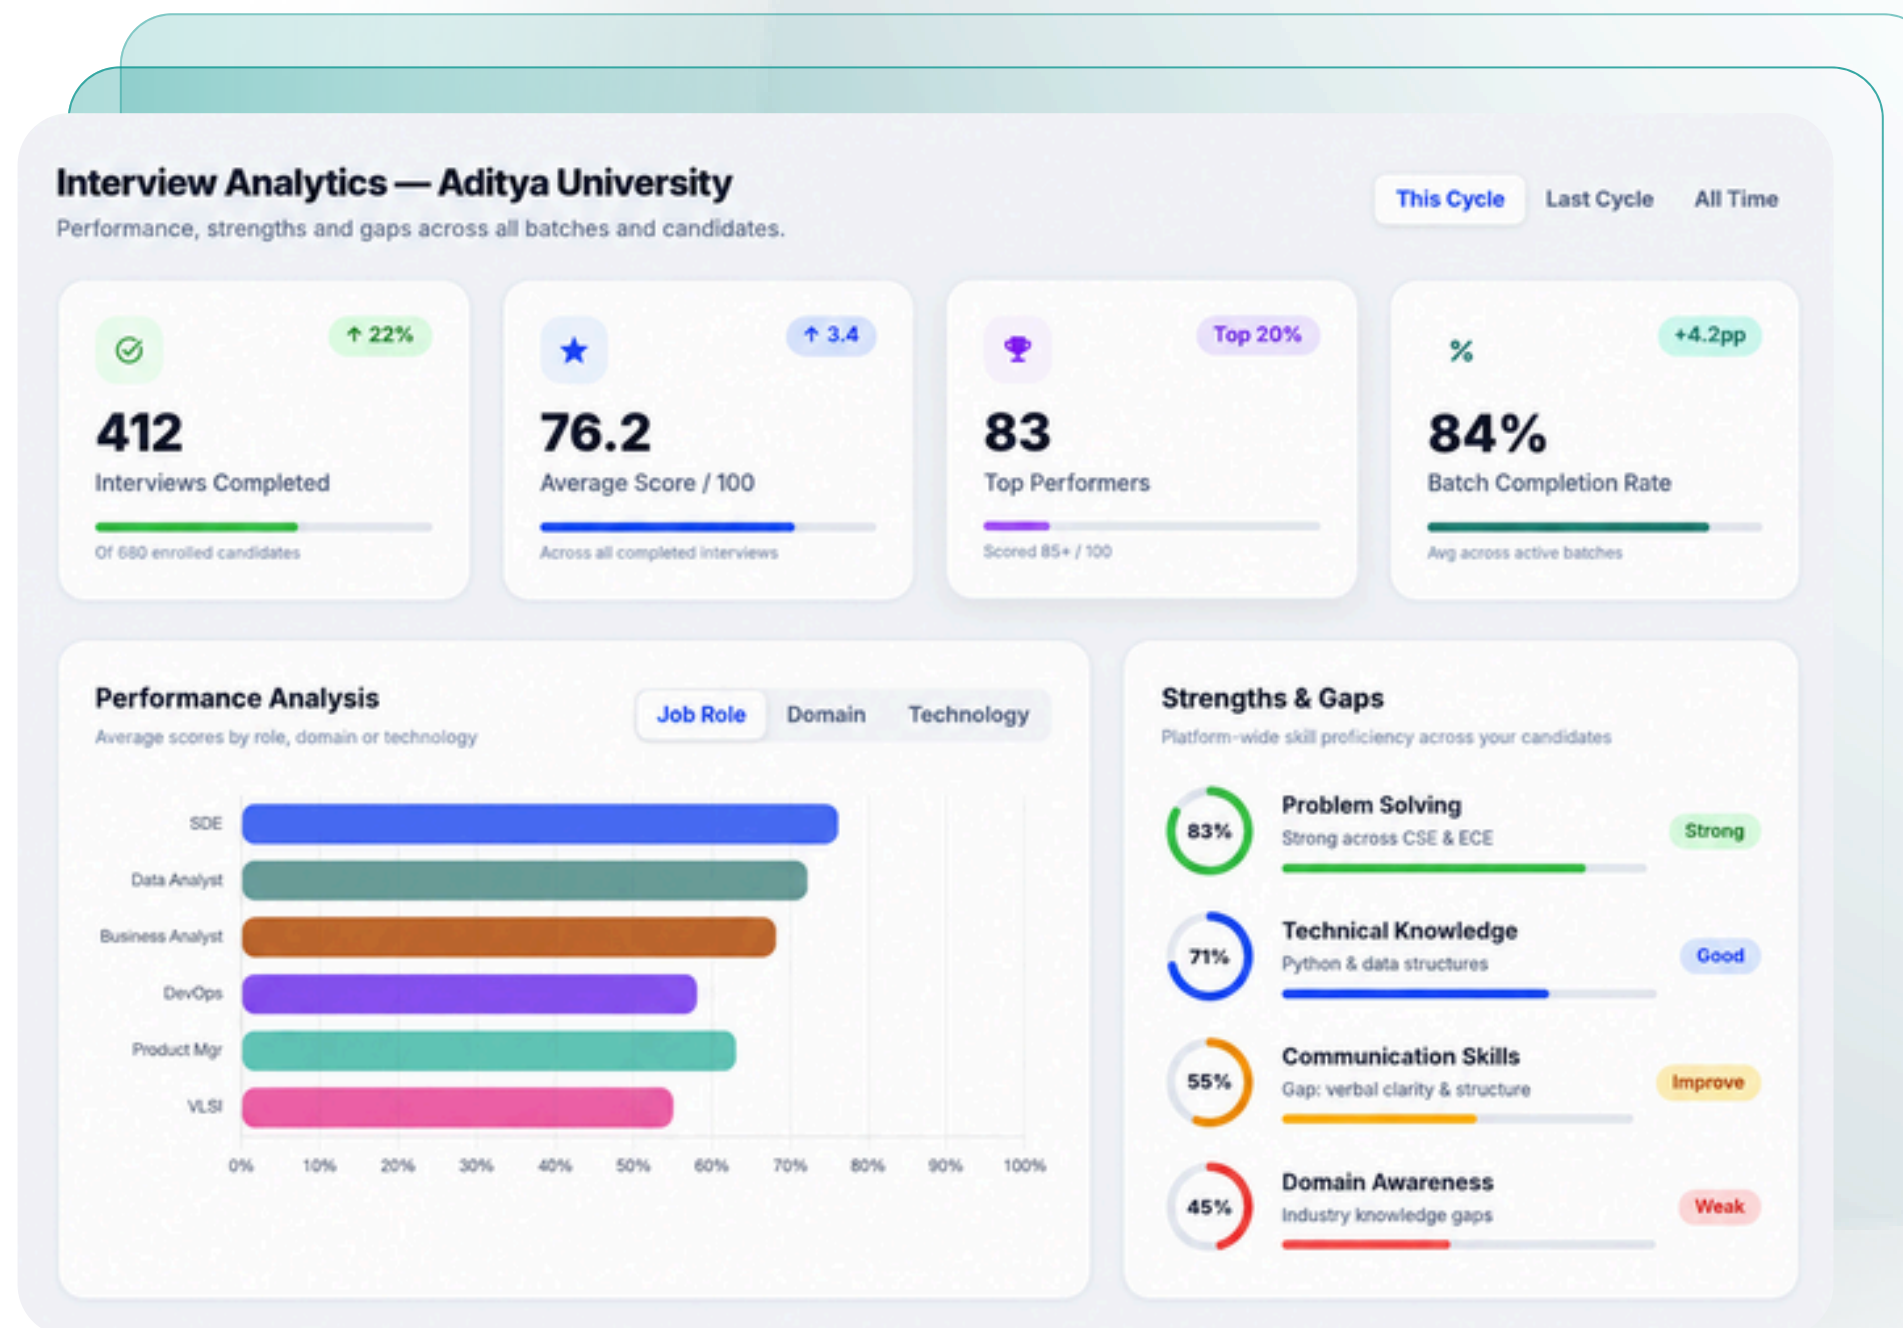 Interview Analytics — Aditya University
Performance, strengths and gaps across all batches and candidates.
This Cycle
Last Cycle
All Time
↑ 22%
412
Interviews Completed
Of 680 enrolled candidates
↑ 3.4
76.2
Average Score / 100
Across all completed interviews
Top 20%
83
Top Performers
Scored 85+ / 100
%
+4.2pp
84%
Batch Completion Rate
Avg across active batches
Performance Analysis
Average scores by role, domain or technology
Job Role
Domain
Technology
SDE
Data Analyst
Business Analyst
DevOps
Product Mgr
VLSI
0% 10% 20% 30% 40% 50% 60% 70% 80% 90% 100%
Strengths & Gaps
Platform-wide skill proficiency across your candidates
83%
Problem Solving
Strong across CSE & ECE
Strong
71%
Technical Knowledge
Python & data structures
Good
55%
Communication Skills
Gap: verbal clarity & structure
Improve
45%
Domain Awareness
Industry knowledge gaps
Weak